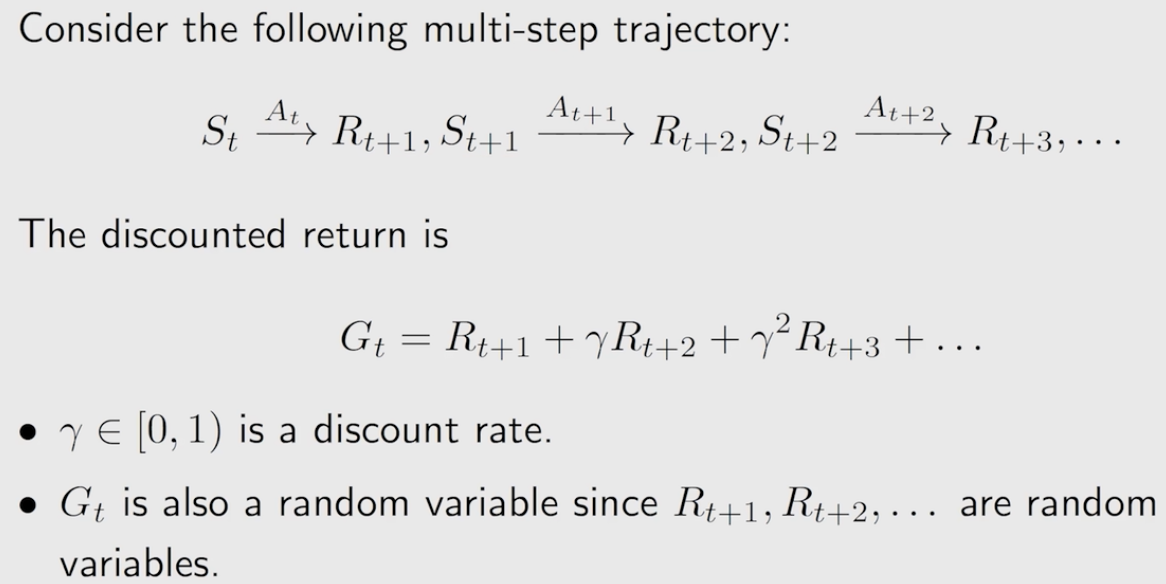 Consider the following multi-step trajectory:
$S_t \xrightarrow{A_t} R_{t+1}, S_{t+1} \xrightarrow{A_{t+1}} R_{t+2}, S_{t+2} \xrightarrow{A_{t+2}} R_{t+3}, \ldots$
The discounted return is
$G_t = R_{t+1} + \gamma R_{t+2} + \gamma^2 R_{t+3} + \ldots$
• $\gamma \in [0, 1)$ is a discount rate.
• $G_t$ is also a random variable since $R_{t+1}, R_{t+2}, \ldots$ are random
variables.